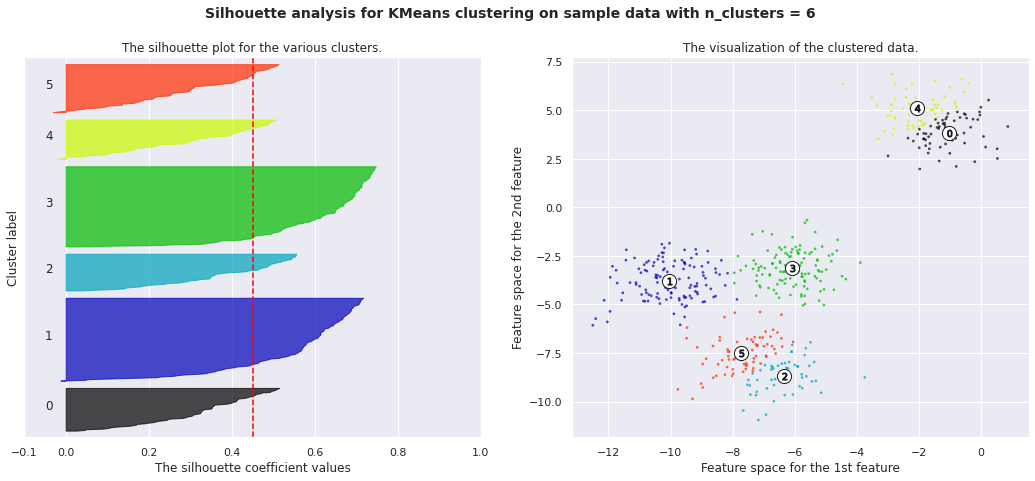 Silhouette analysis for KMeans clustering on sample data with n_clusters = 6
The silhouette plot for the various clusters.
5
4
3
2
1
0
Cluster label
−0.1 0.0 0.2 0.4 0.6 0.8 1.0
The silhouette coefficient values
The visualization of the clustered data.
7.5
5.0
2.5
0.0
−2.5
−5.0
−7.5
−10.0
Feature space for the 2nd feature
4
0
3
1
5
2
−12 −10 −8 −6 −4 −2 0
Feature space for the 1st feature